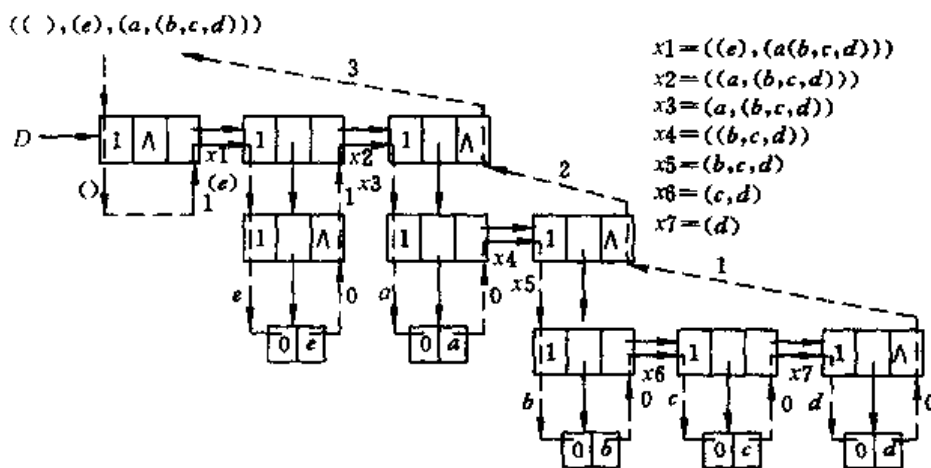 (( ),(e),(a,(b,c,d)))
x1=((e),(a(b,c,d)))
x2=((a,(b,c,d)))
x3=(a,(b,c,d))
x4=((b,c,d))
x5=(b,c,d)
x6=(c,d)
x7=(d)
3
D
1 Λ
x1
1
x2
1 Λ
()
1
(e)
1
x3
2
1 Λ
1
x4
1 Λ
1
e
0
a
0
x5
0 e
0 a
1
x6
1
x7
1 Λ
b
0
c
0
d
0
0 b
0 c
0 d